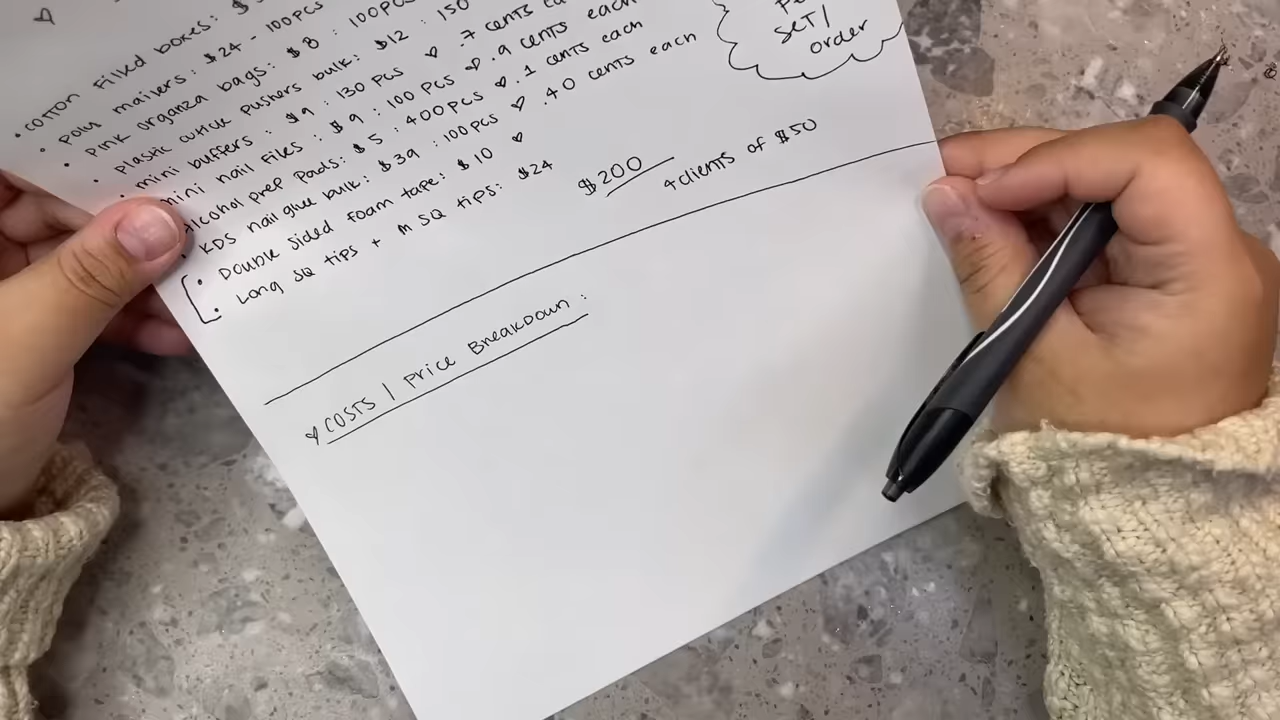 • COTTON Filled boxes: $
• Poly mailers: $24 - 100pcs
• Pink organza bags: $8 : 100pcs
• Plastic cuticle pushers bulk: $12 : 150
• mini buffers : $9 : 130 pcs ♡ .7 cents
mini nail files : $9 : 100 pcs ♡ .9 cents each
alcohol prep pads: $5 : 400pcs ♡ .1 cents each
• KDS nail glue bulk: $39 : 100pcs ♡ .40 cents each
• Double sided foam tape: $10 ♡
• Long SQ tips + M SQ tips: $24
SET/
order
$200
4 clients of $50
♡ COSTS / Price Breakdown :